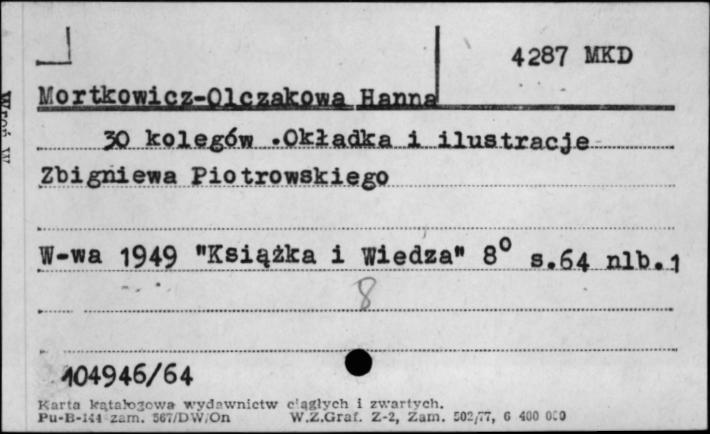 4287 MKD
Mortkowicz-Olczakowa Hanna
30 kolegów .Okładka i ilustracje
Zbigniewa Piotrowskiego
W-wa 1949 "Książka i Wiedza" 8° s.64 nlb.1
8
104946/64
Karta katalogowa wydawnictw ciągłych i zwartych.
Pu-B-144 zam. 567/DW/On W.Z.Graf. Z-2, Zam. 502/77, 6 400 000